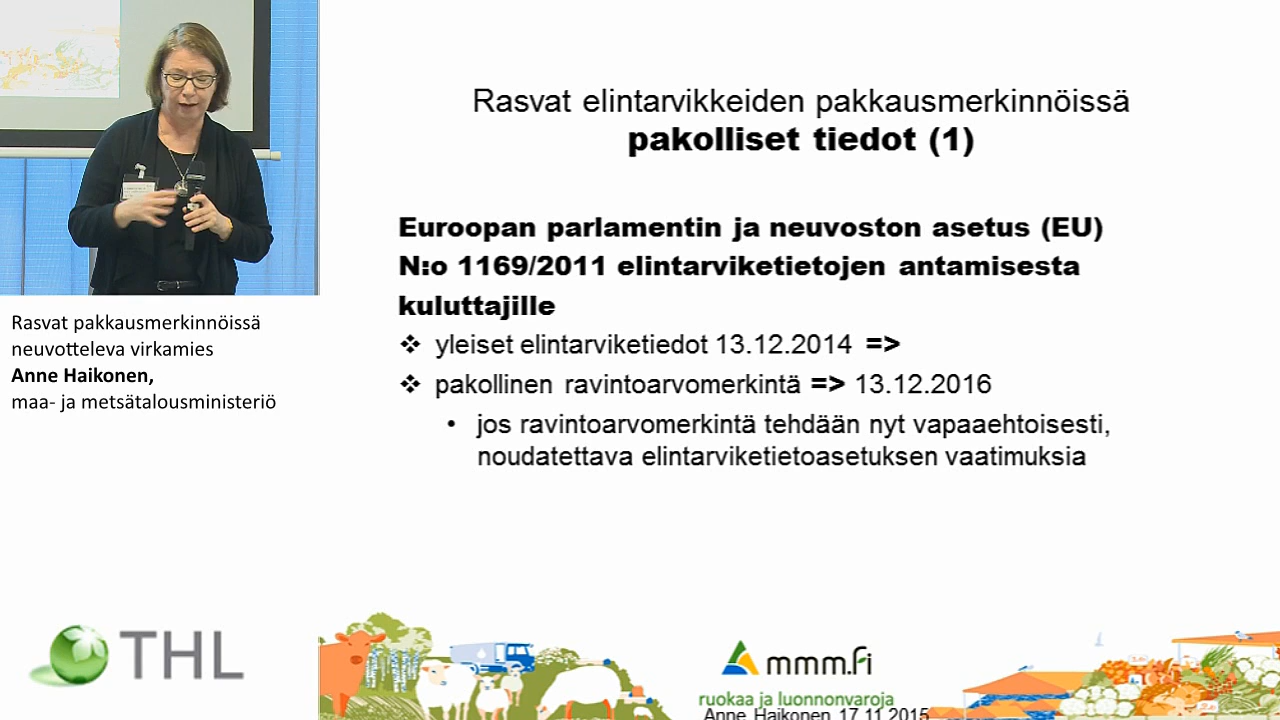 Rasvat elintarvikkeiden pakkausmerkinnöissä
pakolliset tiedot (1)
Euroopan parlamentin ja neuvoston asetus (EU)
N:o 1169/2011 elintarviketietojen antamisesta
kuluttajille
❖ yleiset elintarviketiedot 13.12.2014 =>
❖ pakollinen ravintoarvomerkintä => 13.12.2016
• jos ravintoarvomerkintä tehdään nyt vapaaehtoisesti,
noudatettava elintarviketietoasetuksen vaatimuksia
Rasvat pakkausmerkinnöissä
neuvotteleva virkamies
Anne Haikonen,
maa- ja metsätalousministeriö
THL
mmm.fi
ruokaa ja luonnonvaroja
Anne Haikonen 17.11.2015